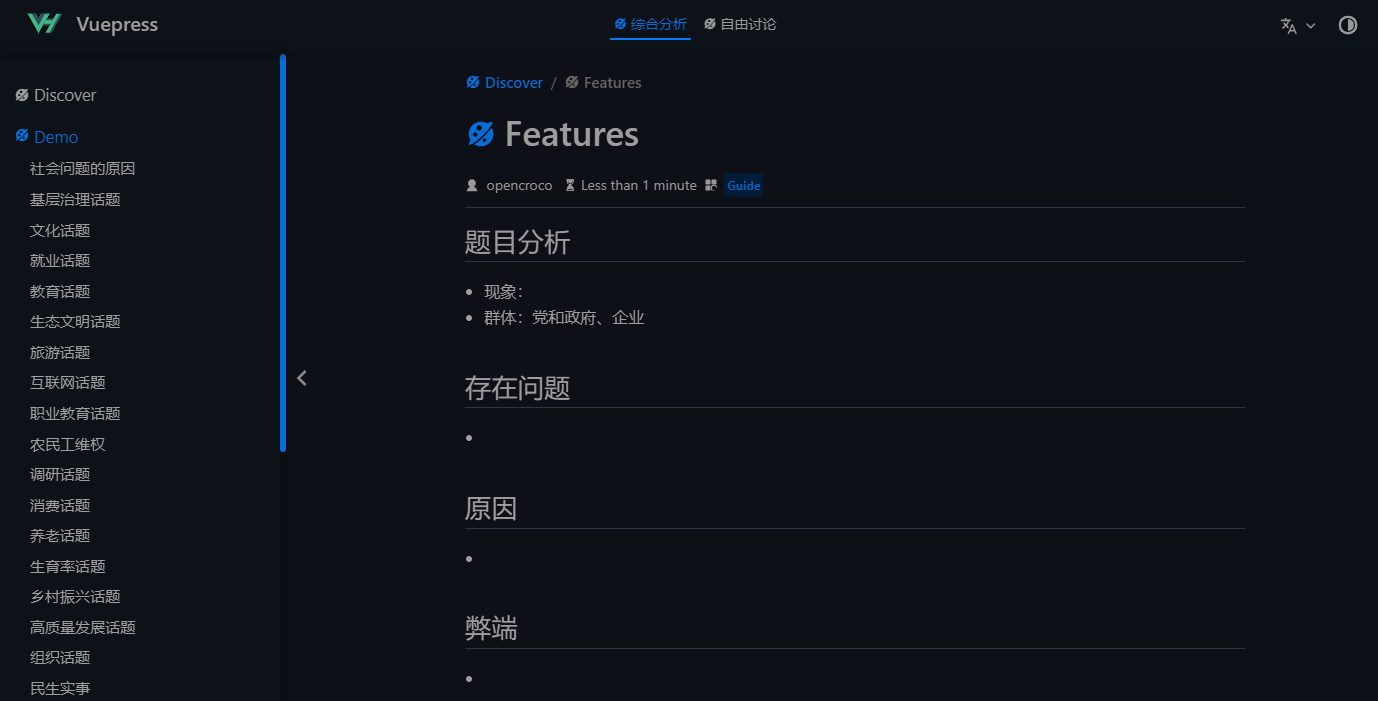 Vuepress
综合分析
自由讨论
Discover
Demo
社会问题的原因
基层治理话题
文化话题
就业话题
教育话题
生态文明话题
旅游话题
互联网话题
职业教育话题
农民工维权
调研话题
消费话题
养老话题
生育率话题
乡村振兴话题
高质量发展话题
组织话题
民生实事
Discover / Features
Features
opencroco Less than 1 minute Guide
题目分析
现象：
群体：党和政府、企业
存在问题
原因
弊端